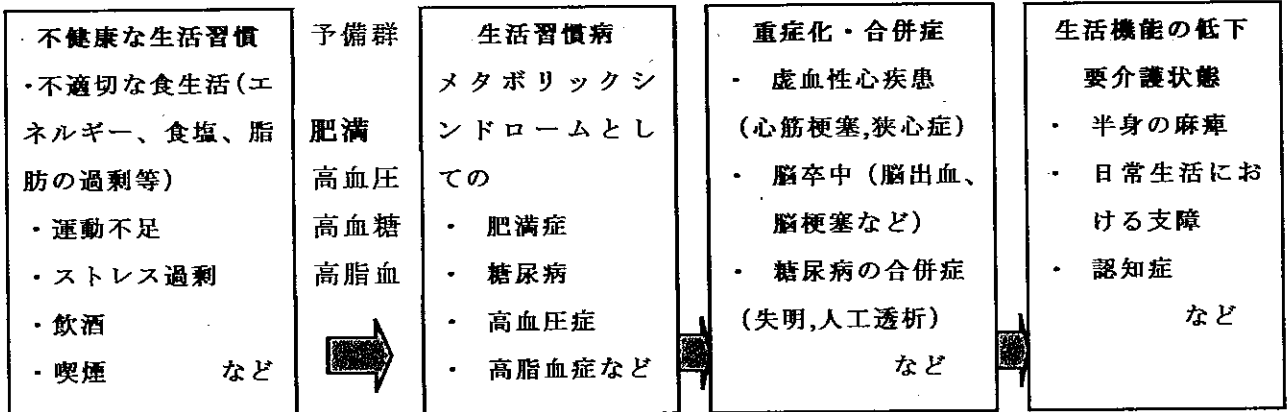 不健康な生活習慣
・不適切な食生活(エ
ネルギー、食塩、脂
肪の過剰等)
・運動不足
・ストレス過剰
・飲酒
・喫煙 など
予備群
肥満
高血圧
高血糖
高脂血
生活習慣病
メタボリックシ
ンドロームとし
ての
・ 肥満症
・ 糖尿病
・ 高血圧症
・ 高脂血症など
重症化・合併症
・ 虚血性心疾患
(心筋梗塞,狭心症)
・ 脳卒中(脳出血、
脳梗塞など)
・ 糖尿病の合併症
(失明,人工透析)
など
生活機能の低下
要介護状態
・ 半身の麻痺
・ 日常生活にお
ける支障
・ 認知症
など